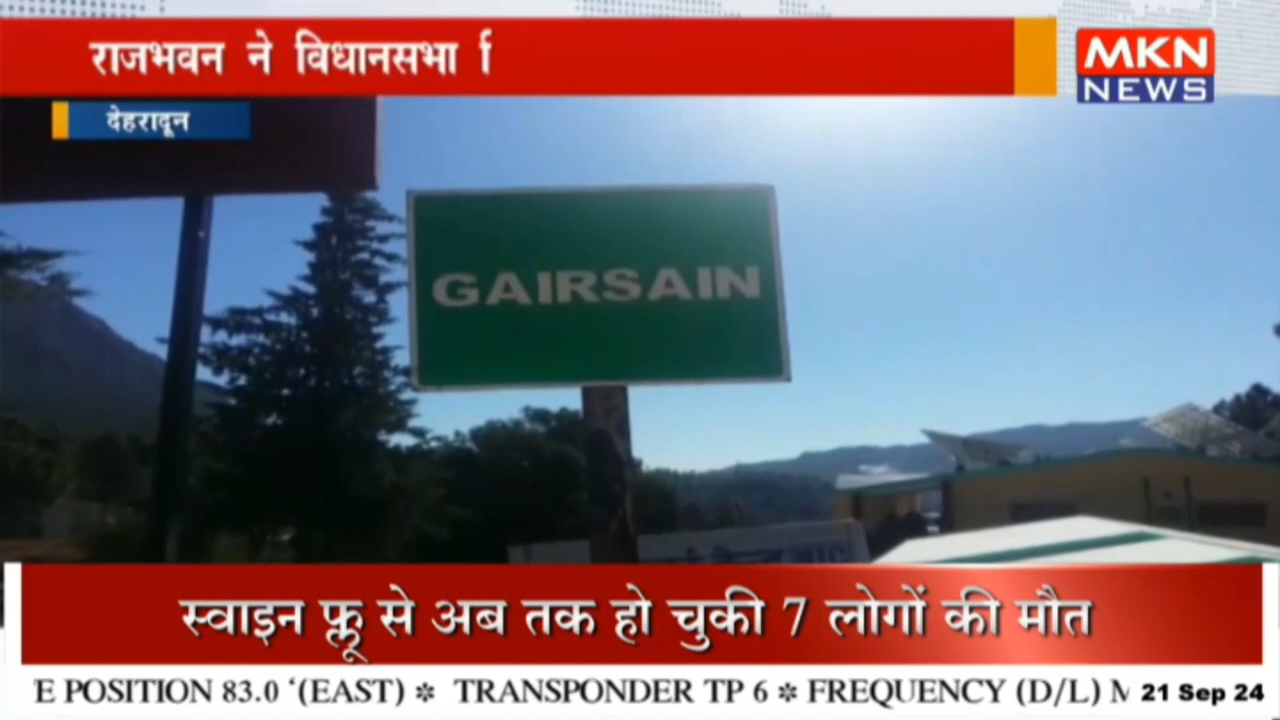 राजभवन ने विधानसभा
MKN
NEWS
देहरादून
GAIRSAIN
स्वाइन फ्लू से अब तक हो चुकी 7 लोगों की मौत
E POSITION 83.0 ‘(EAST) ✻ TRANSPONDER TP 6 ✻ FREQUENCY (D/L) M 21 Sep 24